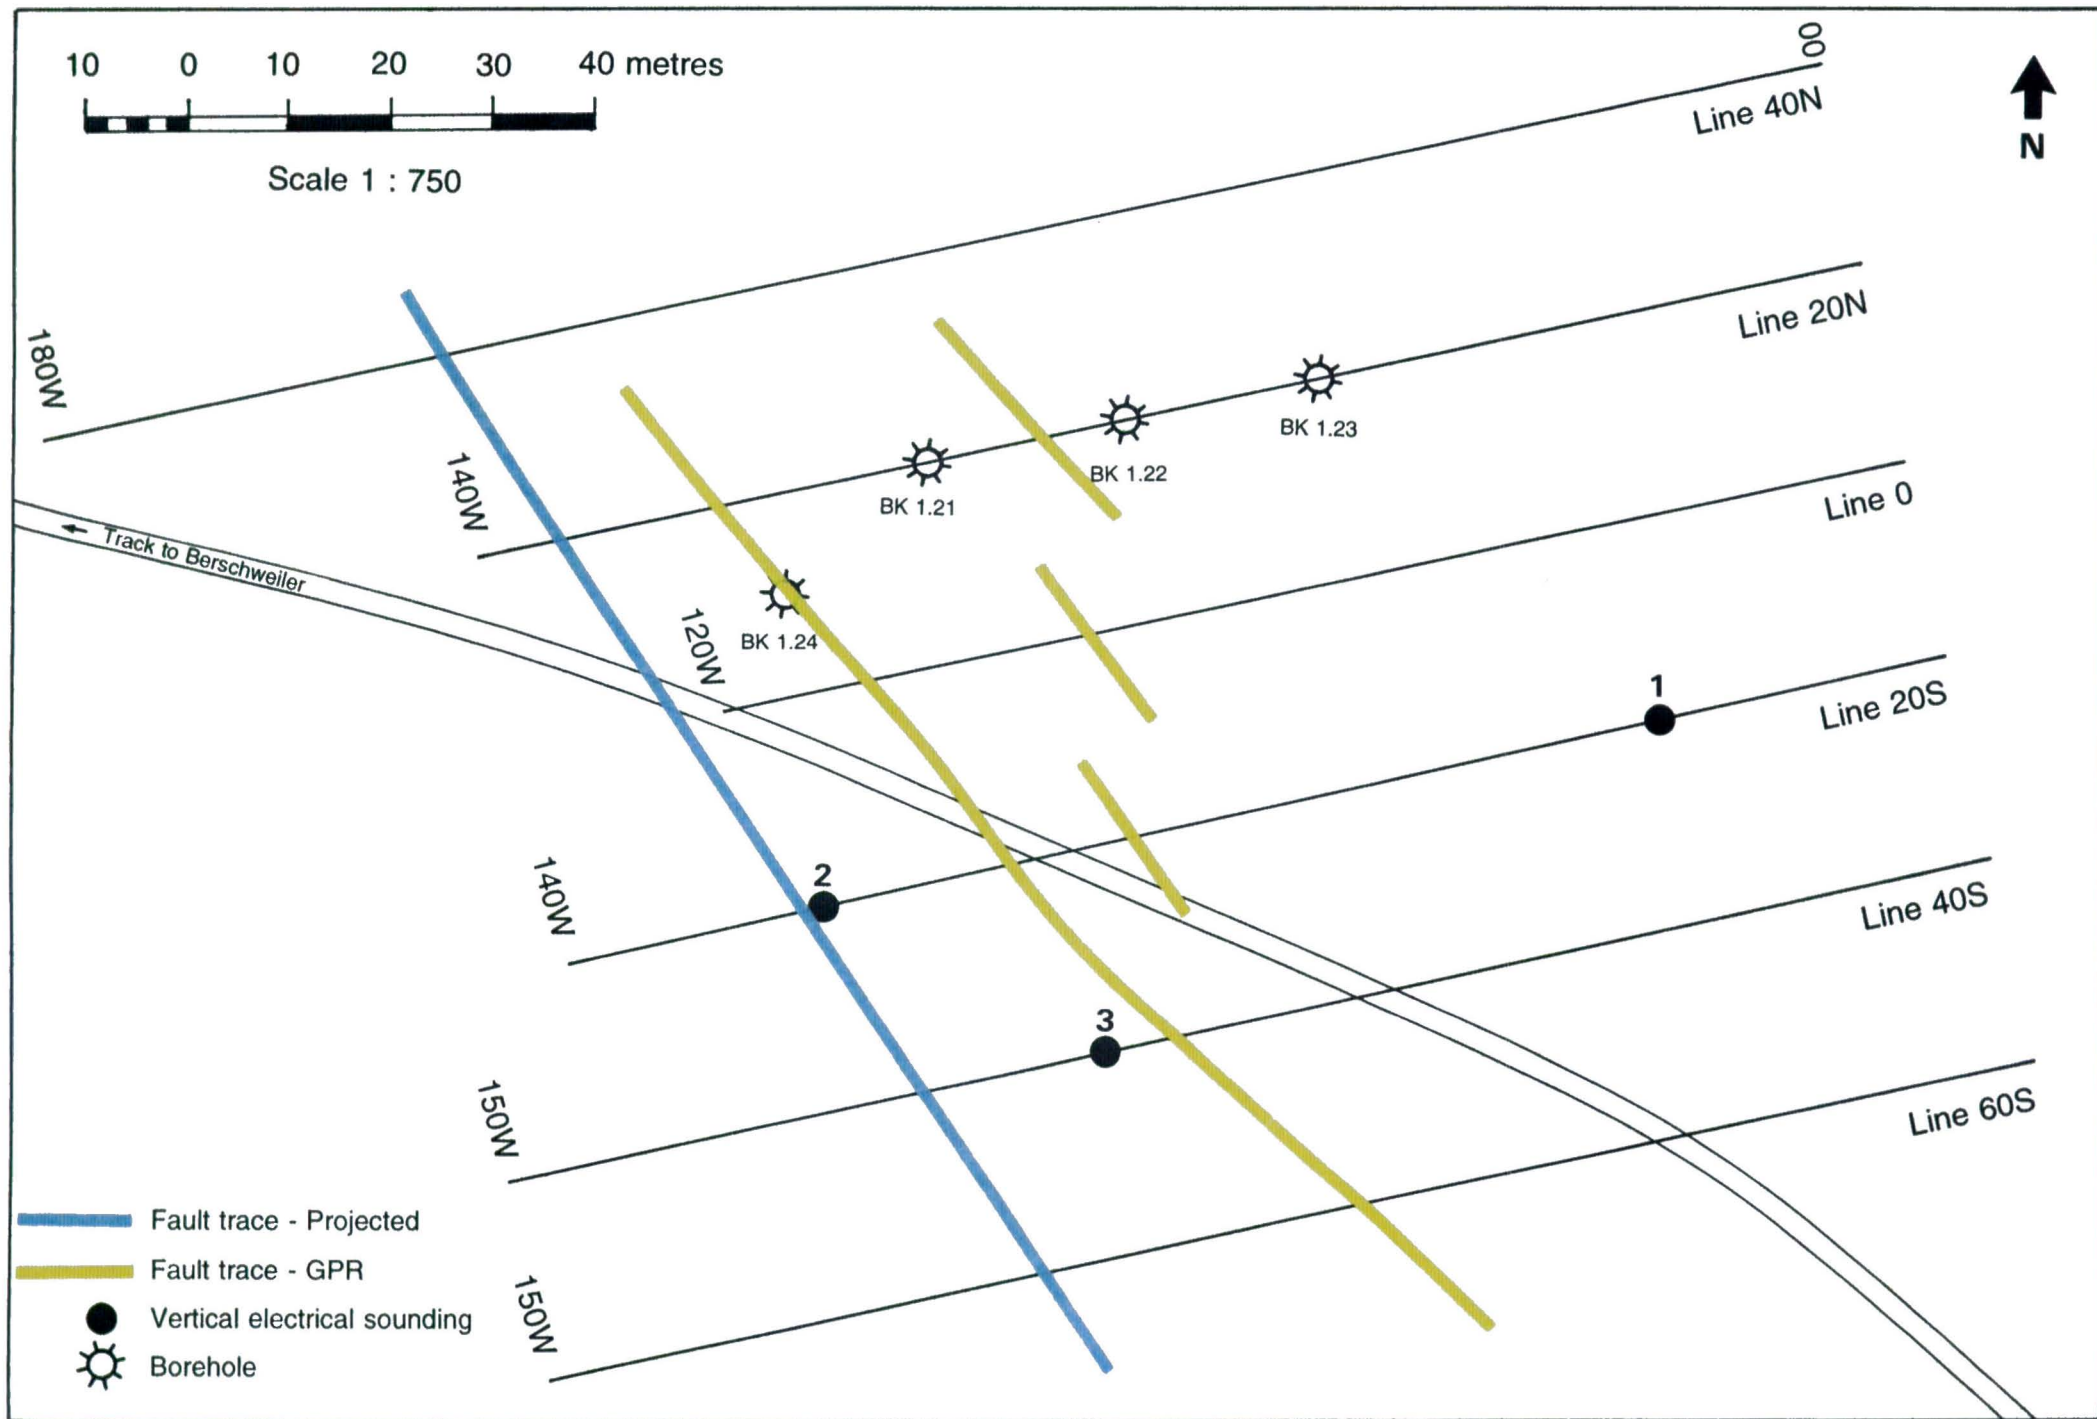 10 0 10 20 30 40 metres
Scale 1 : 750
00
Line 40N
N
180W
Line 20N
BK 1.23
140W
BK 1.22
BK 1.21
Line 0
Track to Berschweiler
120W
BK 1.24
1
Line 20S
2
140W
Line 40S
3
150W
Line 60S
Fault trace - Projected
Fault trace - GPR
150W
Vertical electrical sounding
Borehole